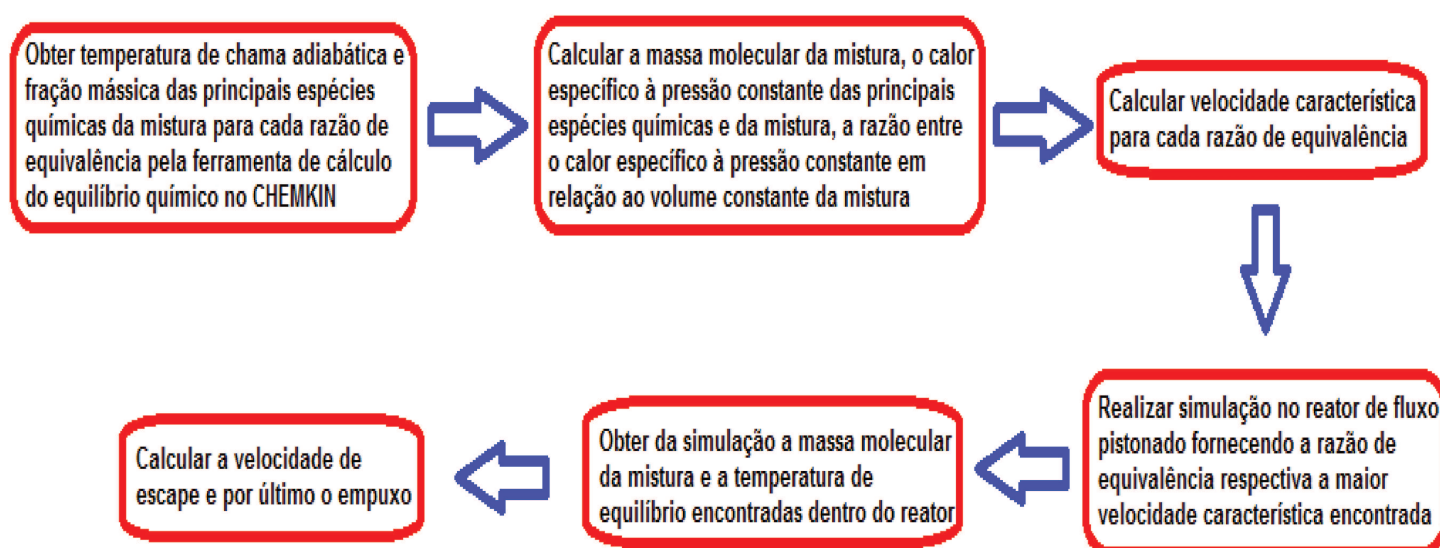 Obter temperatura de chama adiabática e
fração mássica das principais espécies
químicas da mistura para cada razão de
equivalência pela ferramenta de cálculo
do equilíbrio químico no CHEMKIN
Calcular a massa molecular da mistura, o calor
específico à pressão constante das principais
espécies químicas e da mistura, a razão entre
o calor específico à pressão constante em
relação ao volume constante da mistura
Calcular velocidade característica
para cada razão de equivalência
Realizar simulação no reator de fluxo
pistonado fornecendo a razão de
equivalência respectiva a maior
velocidade característica encontrada
Obter da simulação a massa molecular
da mistura e a temperatura de
equilíbrio encontradas dentro do reator
Calcular a velocidade de
escape e por último o empuxo